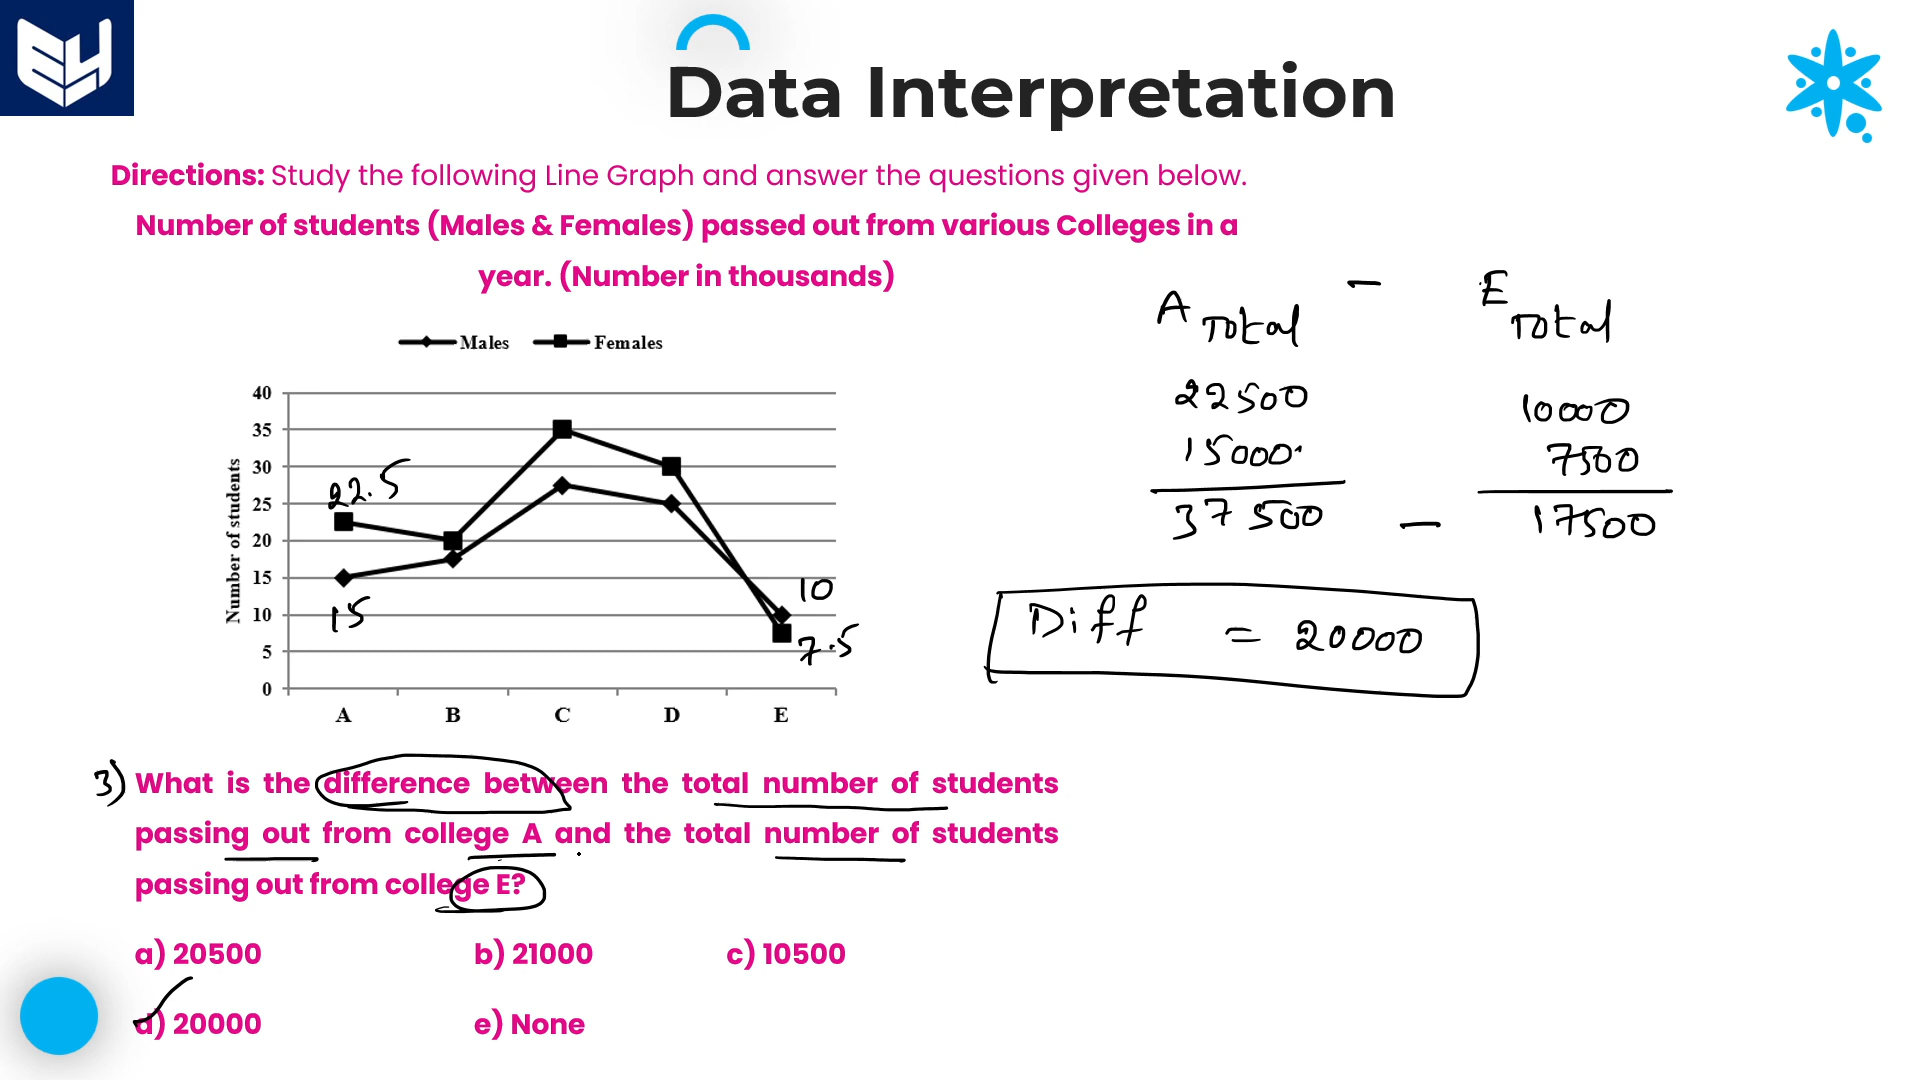 EY
Data Interpretation
Directions: Study the following Line Graph and answer the questions given below.
Number of students (Males & Females) passed out from various Colleges in a
year. (Number in thousands)
Males Females
Number of students
40
35
30
25
20
15
10
5
0
A B C D E
22.5
15
10
7.5
A Total - E Total
22500 10000
15000 7500
37500 - 17500
Diff = 20000
3) What is the difference between the total number of students
passing out from college A and the total number of students
passing out from college E?
a) 20500 b) 21000 c) 10500
d) 20000 e) None